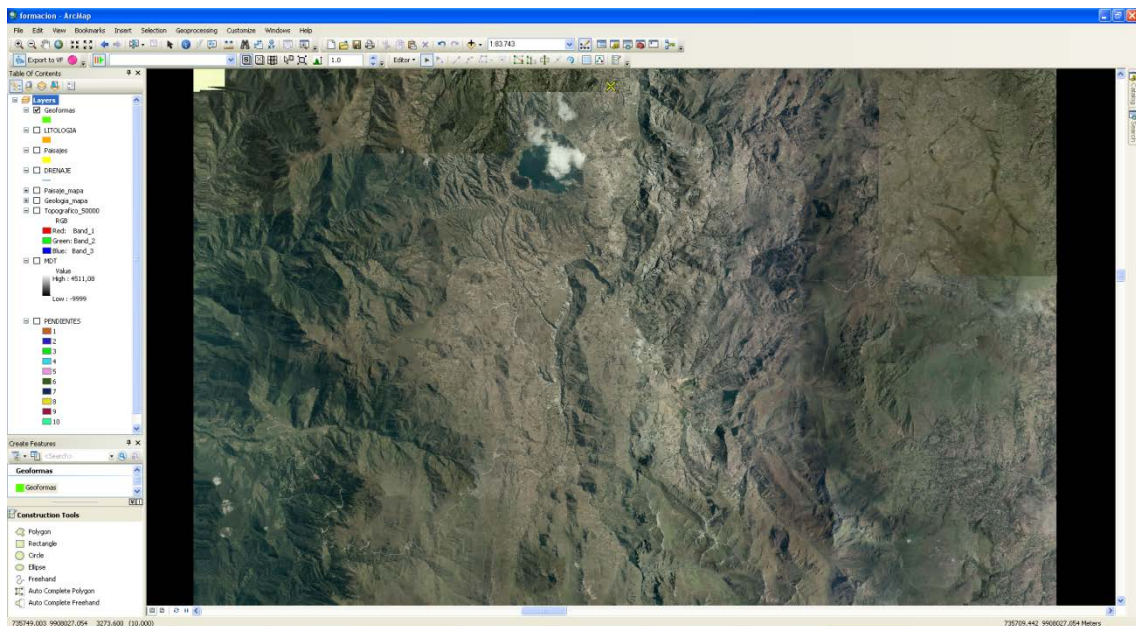 formacion - ArcMap
File Edit View Bookmarks Insert Selection Geoprocessing Customize Windows Help
1:83.743
Export to VF 1.0 Editor
Table Of Contents
Layers
Geoformas
LITOLOGIA
Paisajes
DRENAJE
Paisaje_mapa
Geologia_mapa
Topografico_50000
RGB
Red: Band_1
Green: Band_2
Blue: Band_3
MDT
Value
High : 4511,08
Low : -9999
PENDIENTES
1
2
3
4
5
6
7
8
9
10
Create Features
<Search>
Geoformas
Geoformas
Construction Tools
Polygon
Rectangle
Circle
Ellipse
Freehand
Auto Complete Polygon
Auto Complete Freehand
Catalog
Search
735749.003 9908027.054 3273.600 (10.000)
735709.442 9908027.054 Meters